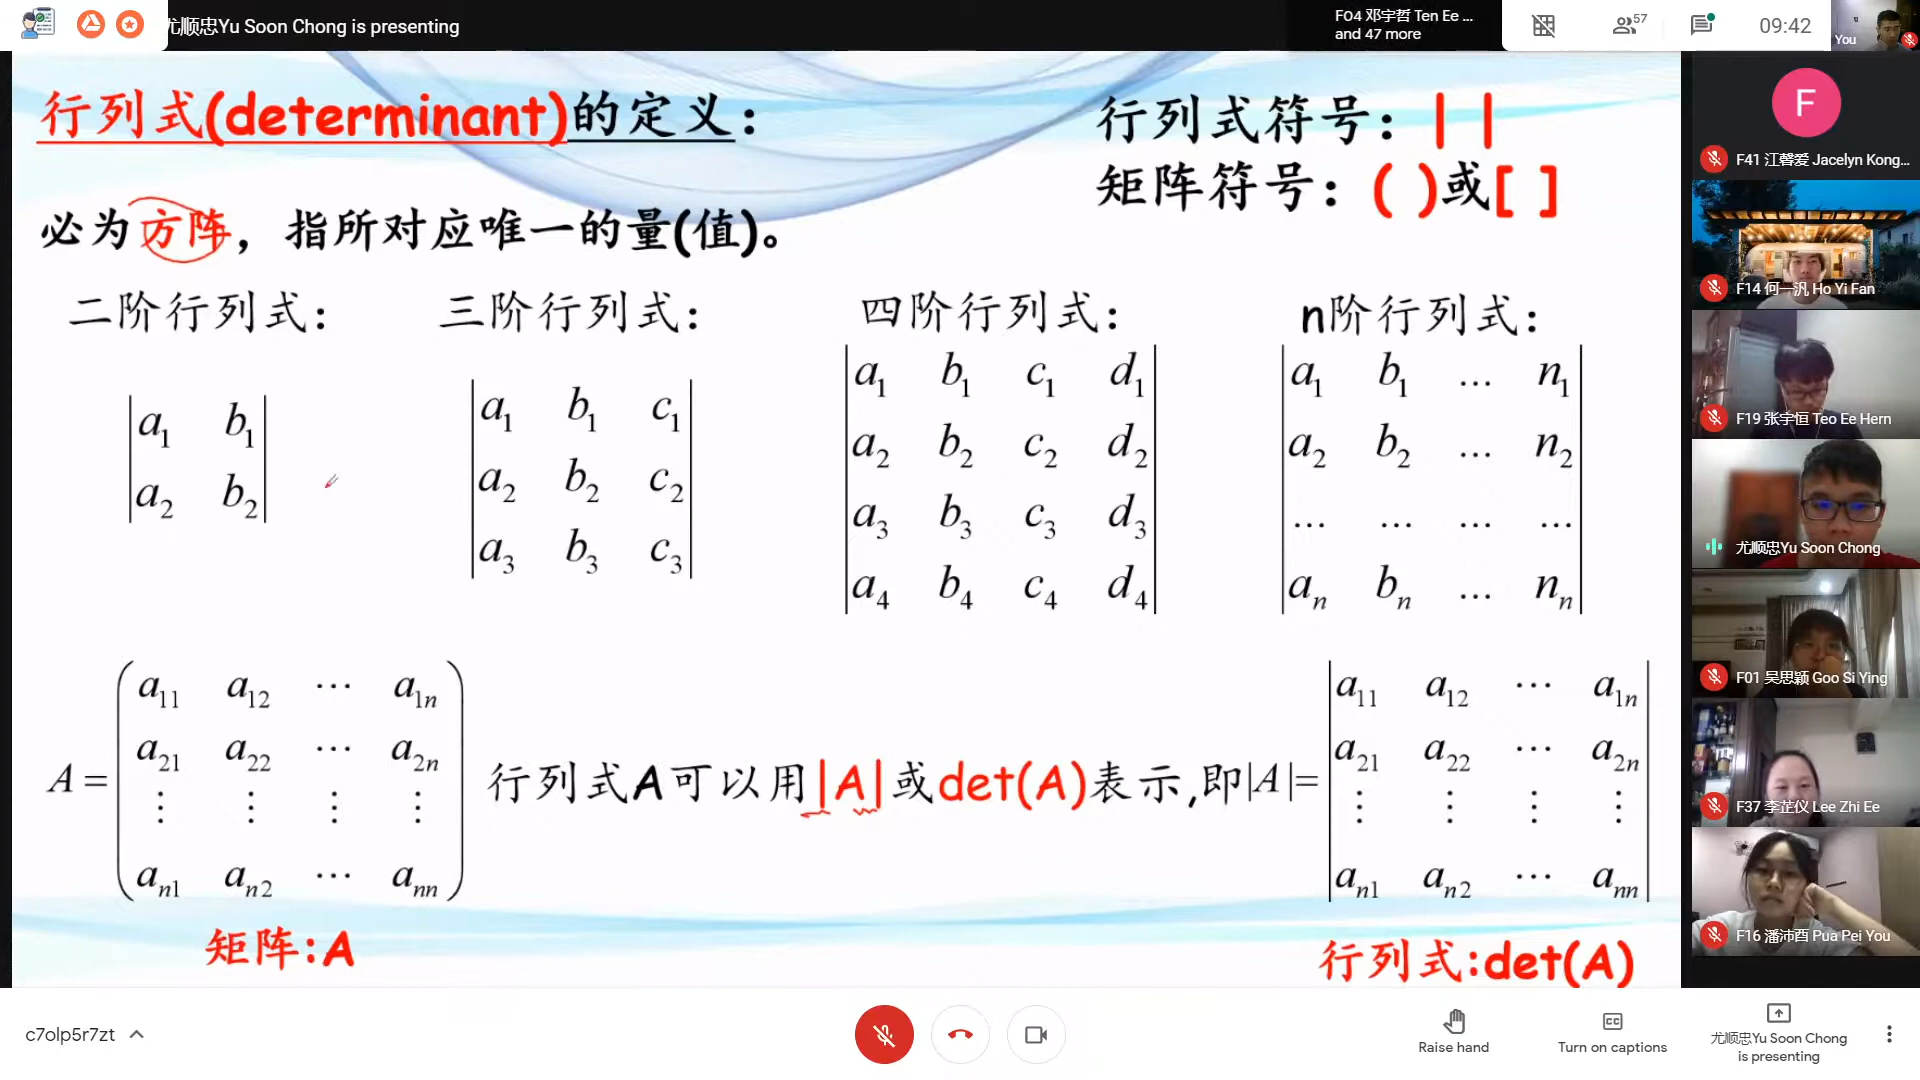 尤顺忠Yu Soon Chong is presenting
F04 邓宇哲 Ten Ee ...
and 47 more
57
09:42
You
行列式(determinant)的定义:
行列式符号: | |
矩阵符号: ( )或[ ]
必为方阵，指所对应唯一的量(值)。
二阶行列式: 三阶行列式: 四阶行列式: n阶行列式:
|a₁ b₁|
|a₂ b₂|
|a₁ b₁ c₁|
|a₂ b₂ c₂|
|a₃ b₃ c₃|
|a₁ b₁ c₁ d₁|
|a₂ b₂ c₂ d₂|
|a₃ b₃ c₃ d₃|
|a₄ b₄ c₄ d₄|
|a₁ b₁ ... n₁|
|a₂ b₂ ... n₂|
|... ... ... ...|
|aₙ bₙ ... nₙ|
A =
(a₁₁ a₁₂ ⋯ a₁ₙ)
(a₂₁ a₂₂ ⋯ a₂ₙ)
(⋮ ⋮ ⋮ ⋮)
(aₙ₁ aₙ₂ ⋯ aₙₙ)
行列式A可以用|A|或det(A)表示,即|A|=
|a₁₁ a₁₂ ⋯ a₁ₙ|
|a₂₁ a₂₂ ⋯ a₂ₙ|
|⋮ ⋮ ⋮ ⋮|
|aₙ₁ aₙ₂ ⋯ aₙₙ|
矩阵:A
行列式:det(A)
F
F41 江馨爱 Jacelyn Kong...
F14 何一汎 Ho Yi Fan
F19 张宇恒 Teo Ee Hern
尤顺忠Yu Soon Chong
F01 吴思颖 Goo Si Ying
F37 李芷仪 Lee Zhi Ee
F16 潘沛酉 Pua Pei You
c7olp5r7zt
Raise hand
CC
Turn on captions
尤顺忠Yu Soon Chong
is presenting